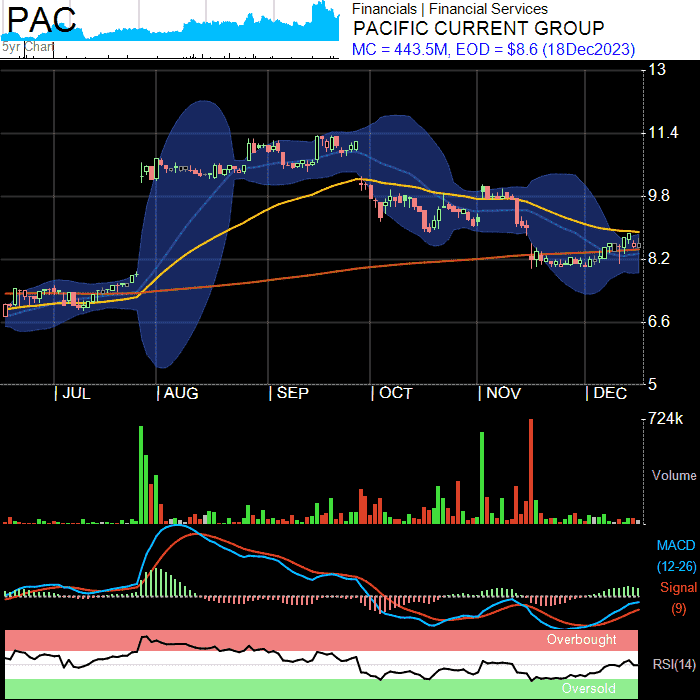 PAC
5yr Chart
Financials | Financial Services
PACIFIC CURRENT GROUP
MC = 443.5M, EOD = $8.6 (18Dec2023)
13
11.4
9.8
8.2
6.6
5
| JUL | AUG | SEP | OCT | NOV | DEC
724k
Volume
MACD
(12-26)
Signal
(9)
Overbought
RSI(14)
Oversold